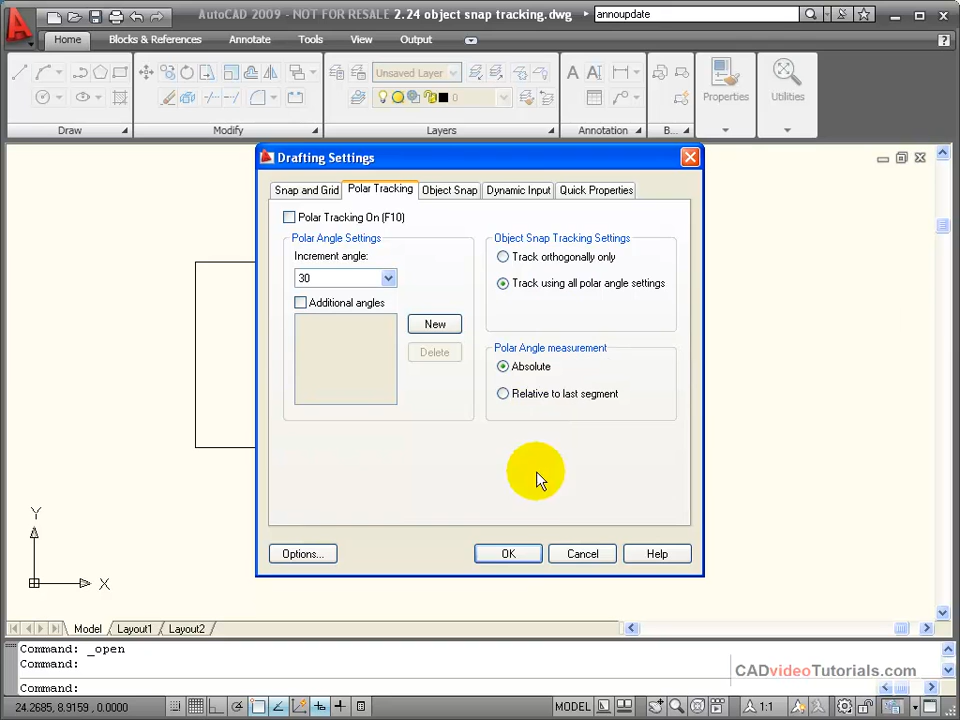 AutoCAD 2009 - NOT FOR RESALE 2.24 object snap tracking.dwg
annoupdate
Home Blocks & References Annotate Tools View Output
Unsaved Layer
0
Properties
Utilities
Draw Modify Layers Annotation B...
Drafting Settings
Snap and Grid Polar Tracking Object Snap Dynamic Input Quick Properties
Polar Tracking On (F10)
Polar Angle Settings
Increment angle:
30
Additional angles
New
Delete
Object Snap Tracking Settings
Track orthogonally only
Track using all polar angle settings
Polar Angle measurement
Absolute
Relative to last segment
Options... OK Cancel Help
Y
X
Model Layout1 Layout2
Command: _open
Command:
Command:
CADvideoTutorials.com
24.2685, 8.9159, 0.0000
MODEL
1:1